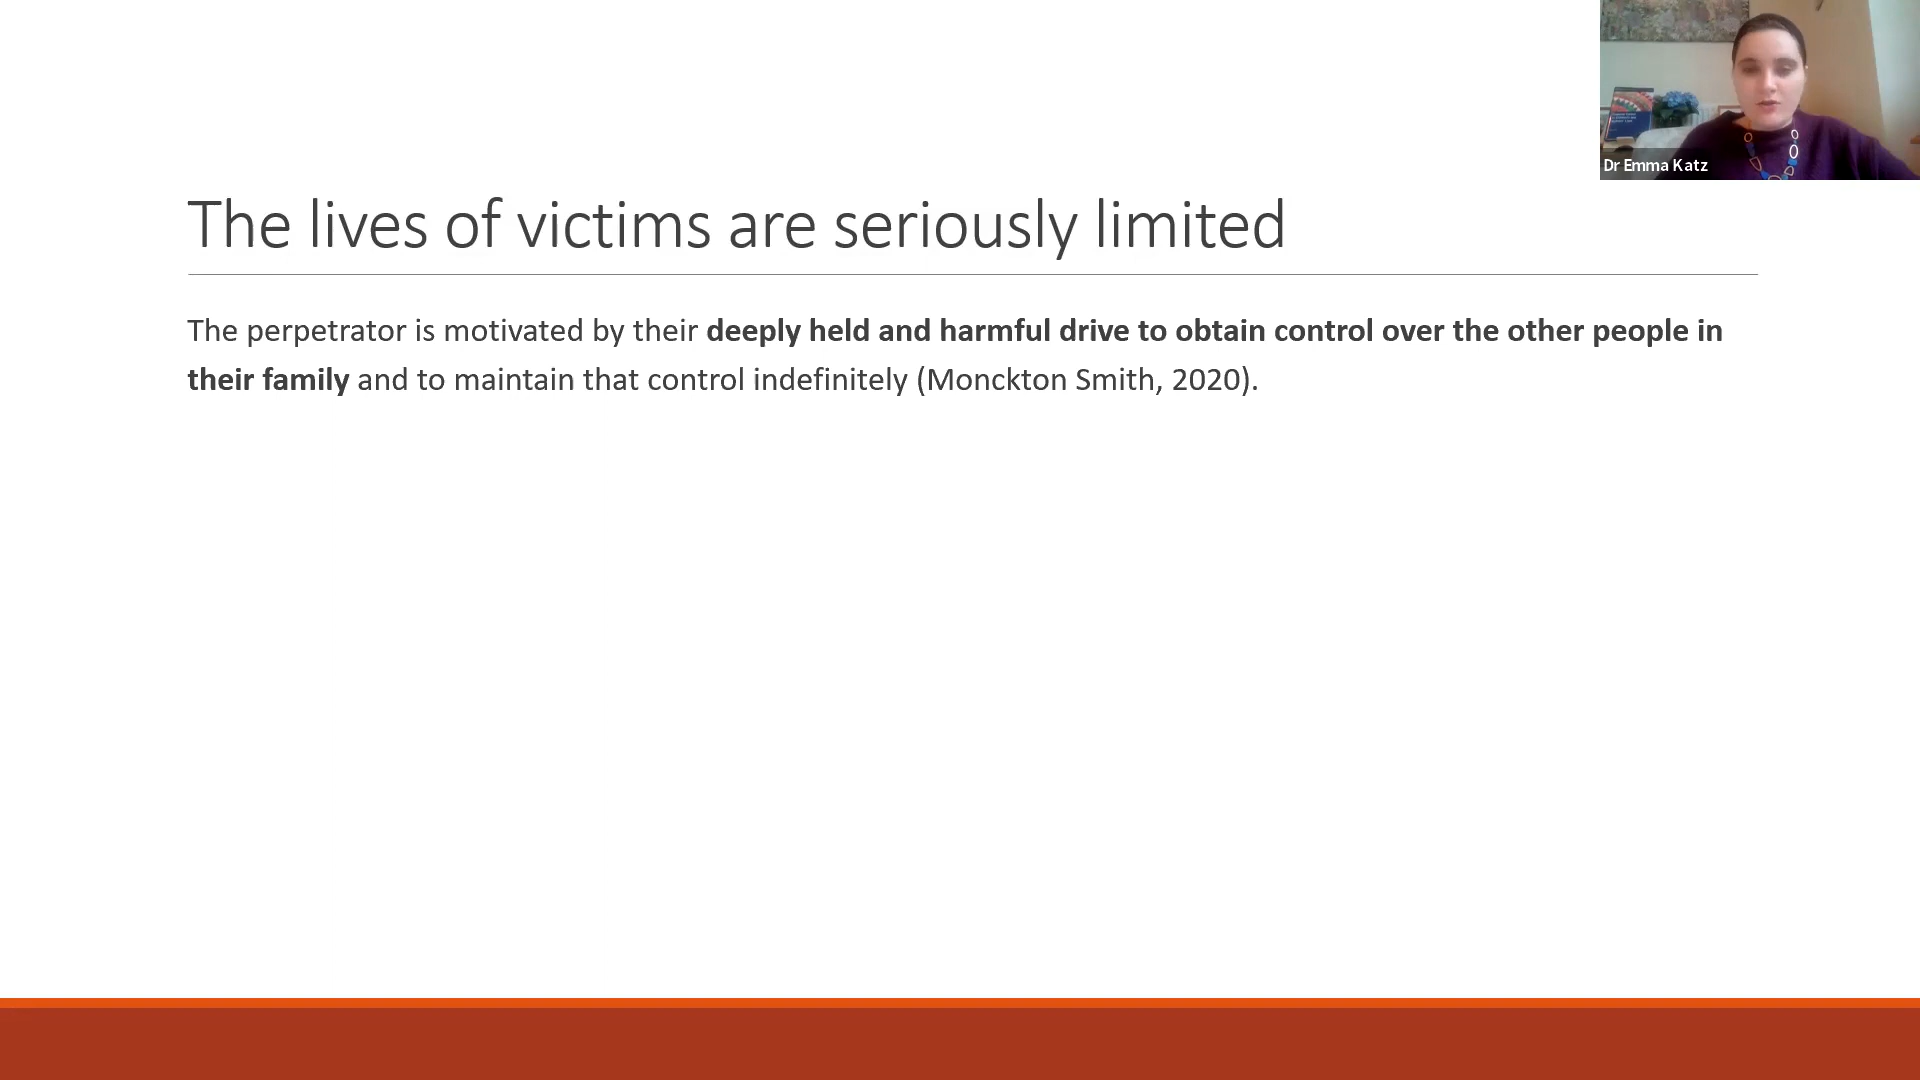 Dr Emma Katz
The lives of victims are seriously limited
The perpetrator is motivated by their deeply held and harmful drive to obtain control over the other people in
their family and to maintain that control indefinitely (Monckton Smith, 2020).